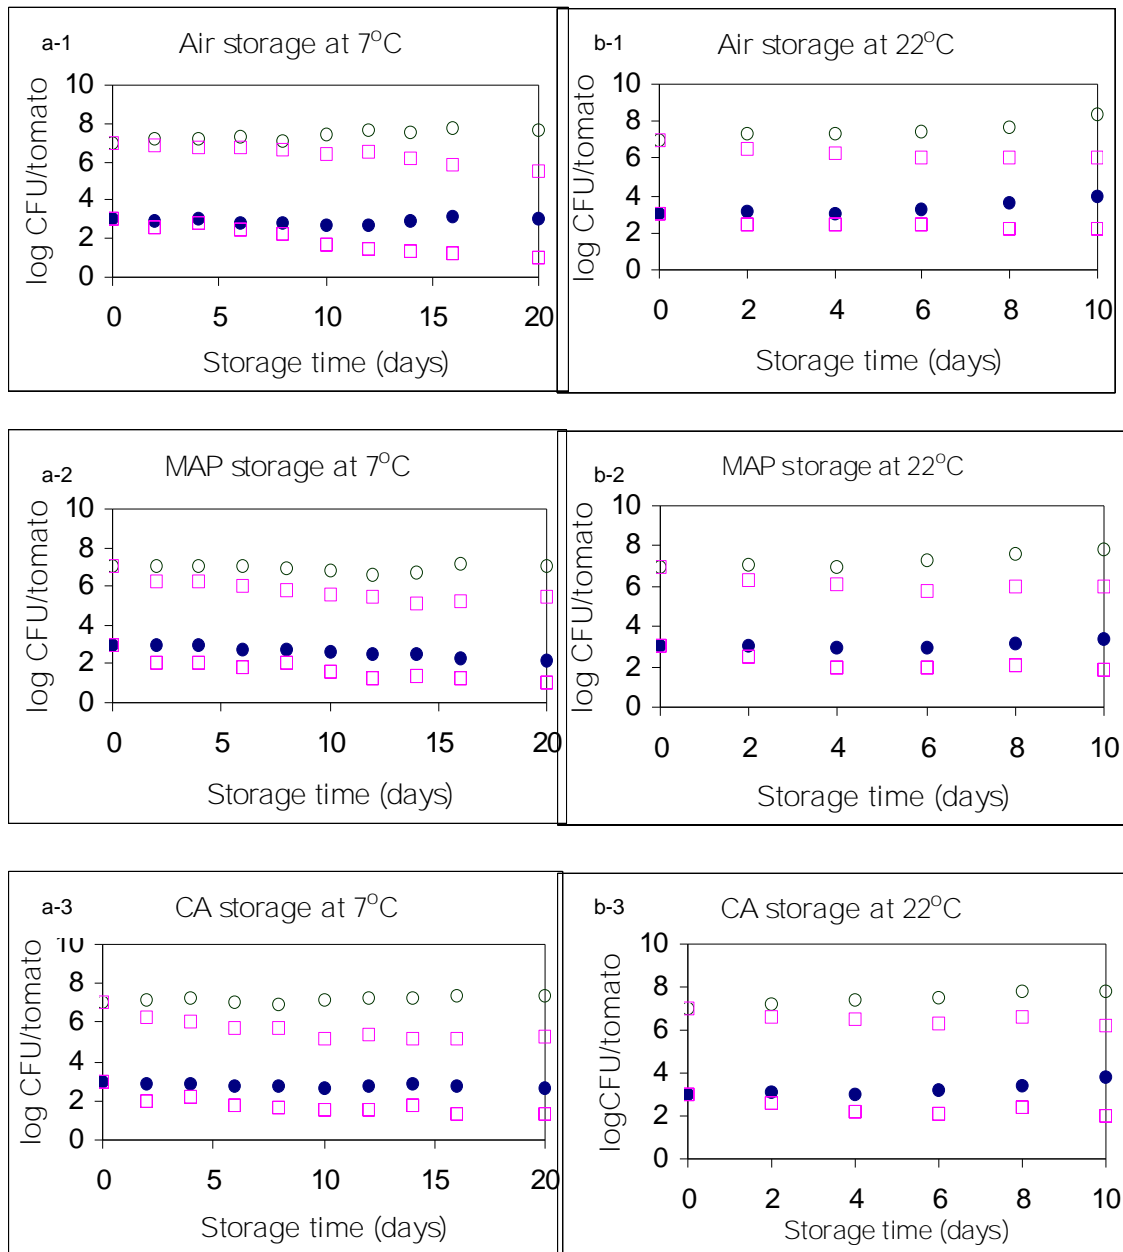 a-1
Air storage at 7°C
log CFU/tomato
10
8
6
4
2
0
0 5 10 15 20
Storage time (days)
b-1
Air storage at 22°C
log CFU/tomato
10
8
6
4
2
0
0 2 4 6 8 10
Storage time (days)
a-2
MAP storage at 7°C
log CFU/tomato
10
8
6
4
2
0
0 5 10 15 20
Storage time (days)
b-2
MAP storage at 22°C
log CFU/tomato
10
8
6
4
2
0
0 2 4 6 8 10
Storage time (days)
a-3
CA storage at 7°C
log CFU/tomato
10
8
6
4
2
0
0 5 10 15 20
Storage time (days)
b-3
CA storage at 22°C
logCFU/tomato
10
8
6
4
2
0
0 2 4 6 8 10
Storage time (days)